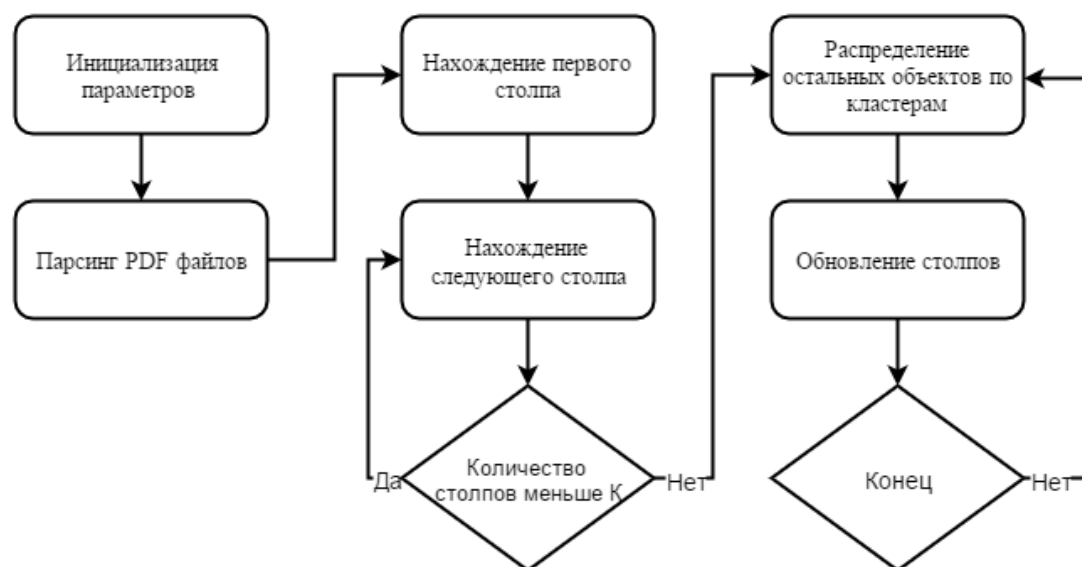 Инициализация
параметров
Парсинг PDF файлов
Нахождение первого
столпа
Нахождение
следующего столпа
Количество
столпов меньше К
Да
Нет
Распределение
остальных объектов по
кластерам
Обновление столпов
Конец
Нет